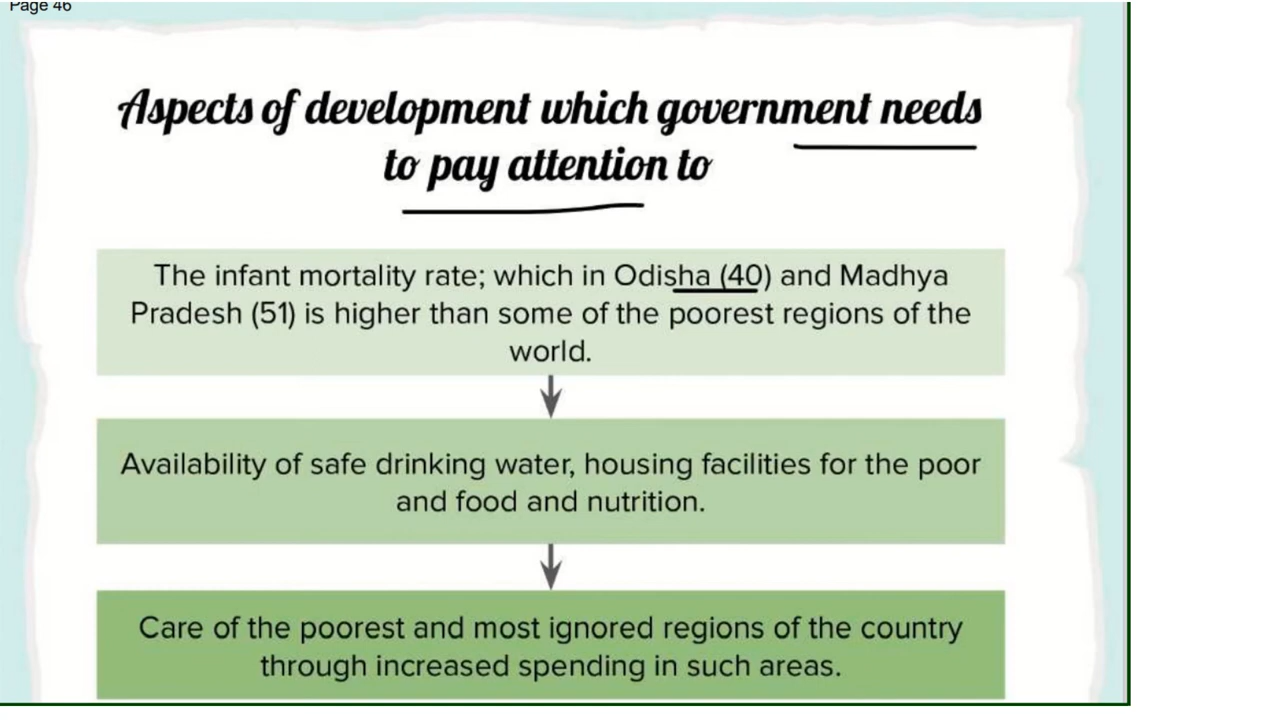 Page 46
Aspects of development which government needs
to pay attention to
The infant mortality rate; which in Odisha (40) and Madhya
Pradesh (51) is higher than some of the poorest regions of the
world.
Availability of safe drinking water, housing facilities for the poor
and food and nutrition.
Care of the poorest and most ignored regions of the country
through increased spending in such areas.